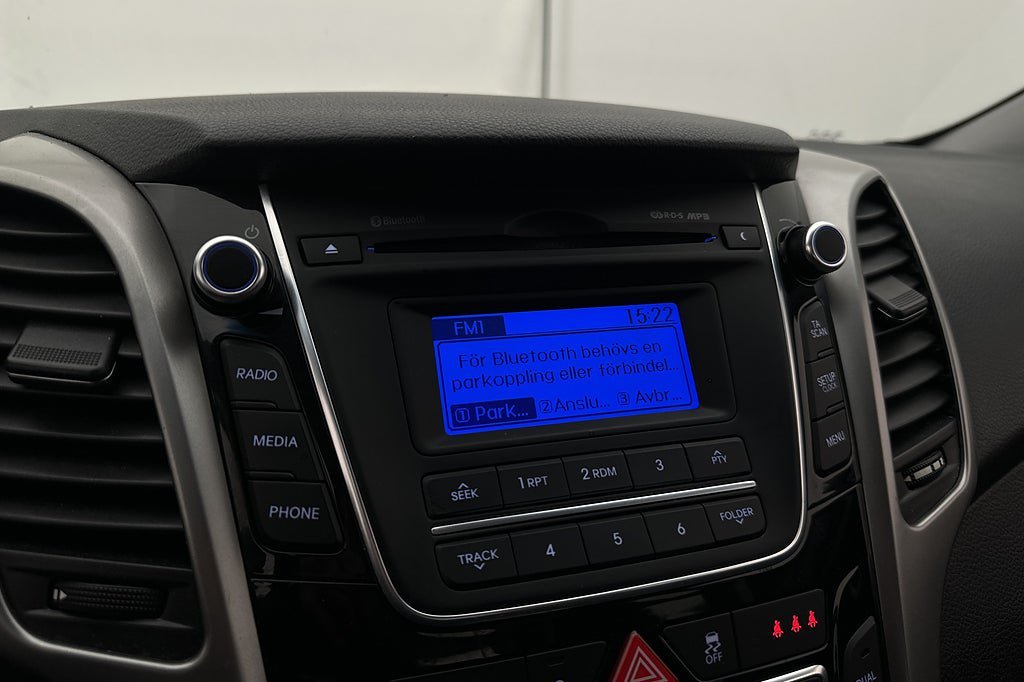 Bluetooth
R·D·S MP3
FM1 15:22
För Bluetooth behövs en
parkoppling eller förbindel...
1 Park... 2 Anslu... 3 Avbr...
RADIO
MEDIA
PHONE
TA
SCAN
SETUP
CLOCK
MENU
SEEK 1 RPT 2 RDM 3 PTY
TRACK 4 5 6 FOLDER
OFF
DUAL